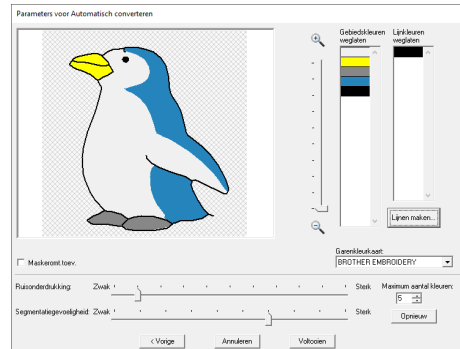 Parameters voor Automatisch converteren
Gebiedskleuren
weglaten
Lijnkleuren
weglaten
Lijnen maken...
Garenkleurkaart:
BROTHER EMBROIDERY
Maskeromt toev.
Ruisonderdrukking: Zwak Sterk
Maximum aantal kleuren:
5
Segmentatiegevoeligheid: Zwak Sterk
Opnieuw
< Vorige Annuleren Voltooien